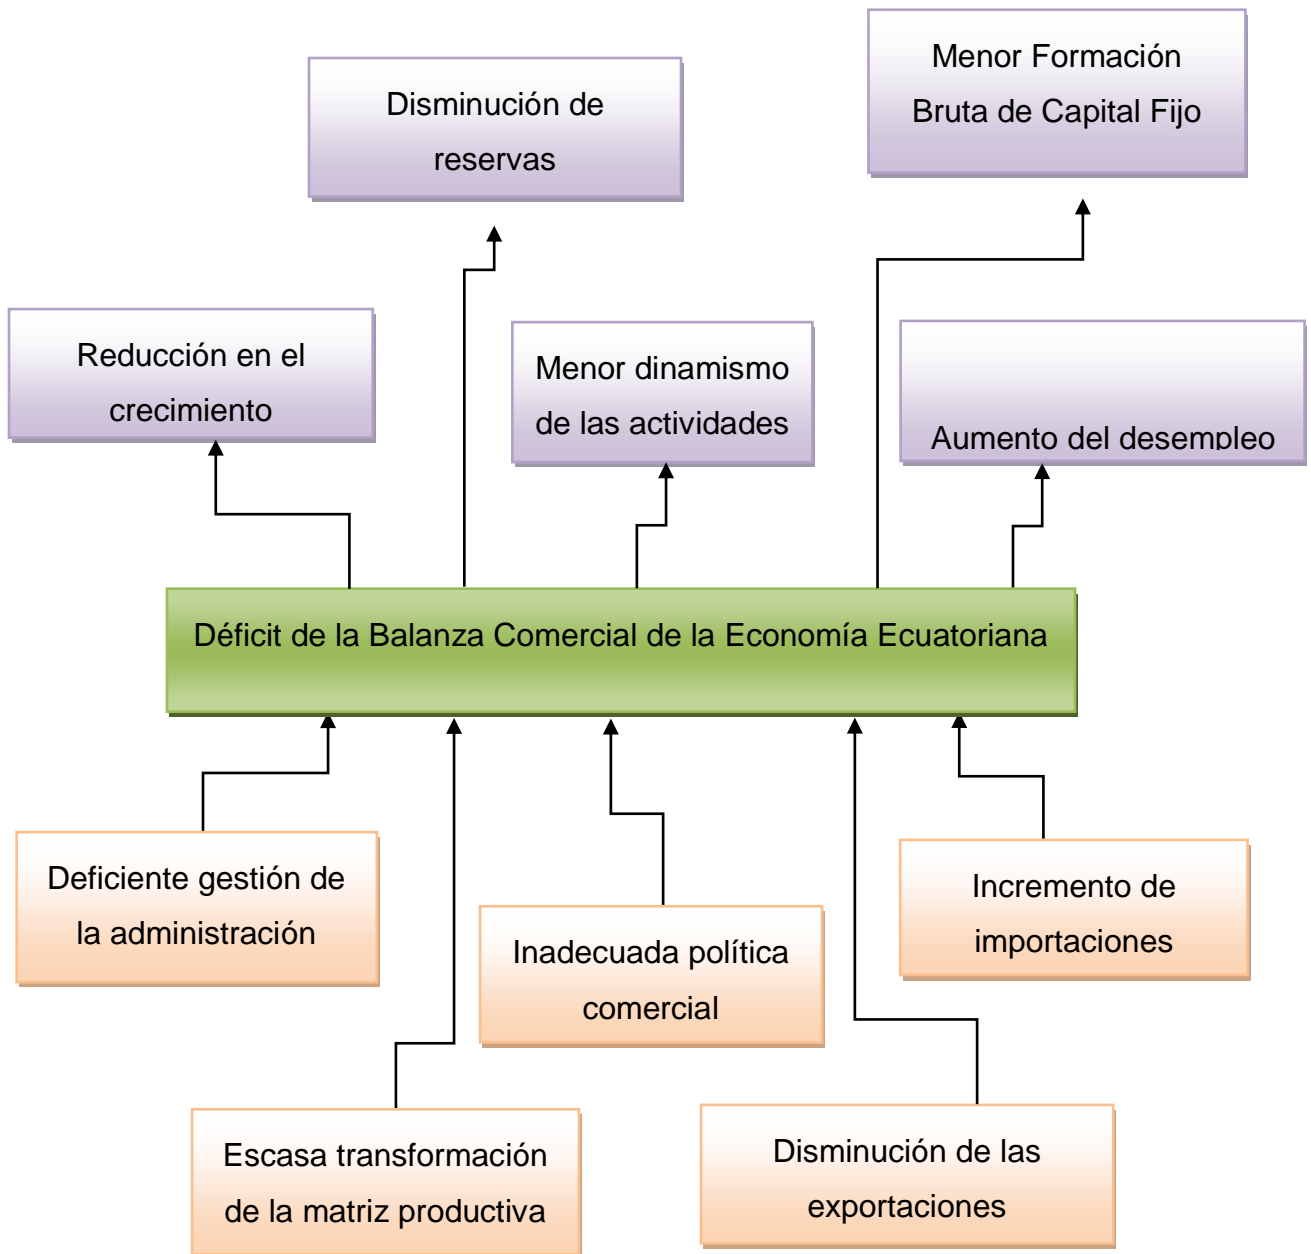 Menor Formación
Bruta de Capital Fijo
Disminución de
reservas
Reducción en el
crecimiento
Menor dinamismo
de las actividades
Aumento del desempleo
Déficit de la Balanza Comercial de la Economía Ecuatoriana
Deficiente gestión de
la administración
Inadecuada política
comercial
Incremento de
importaciones
Escasa transformación
de la matriz productiva
Disminución de las
exportaciones